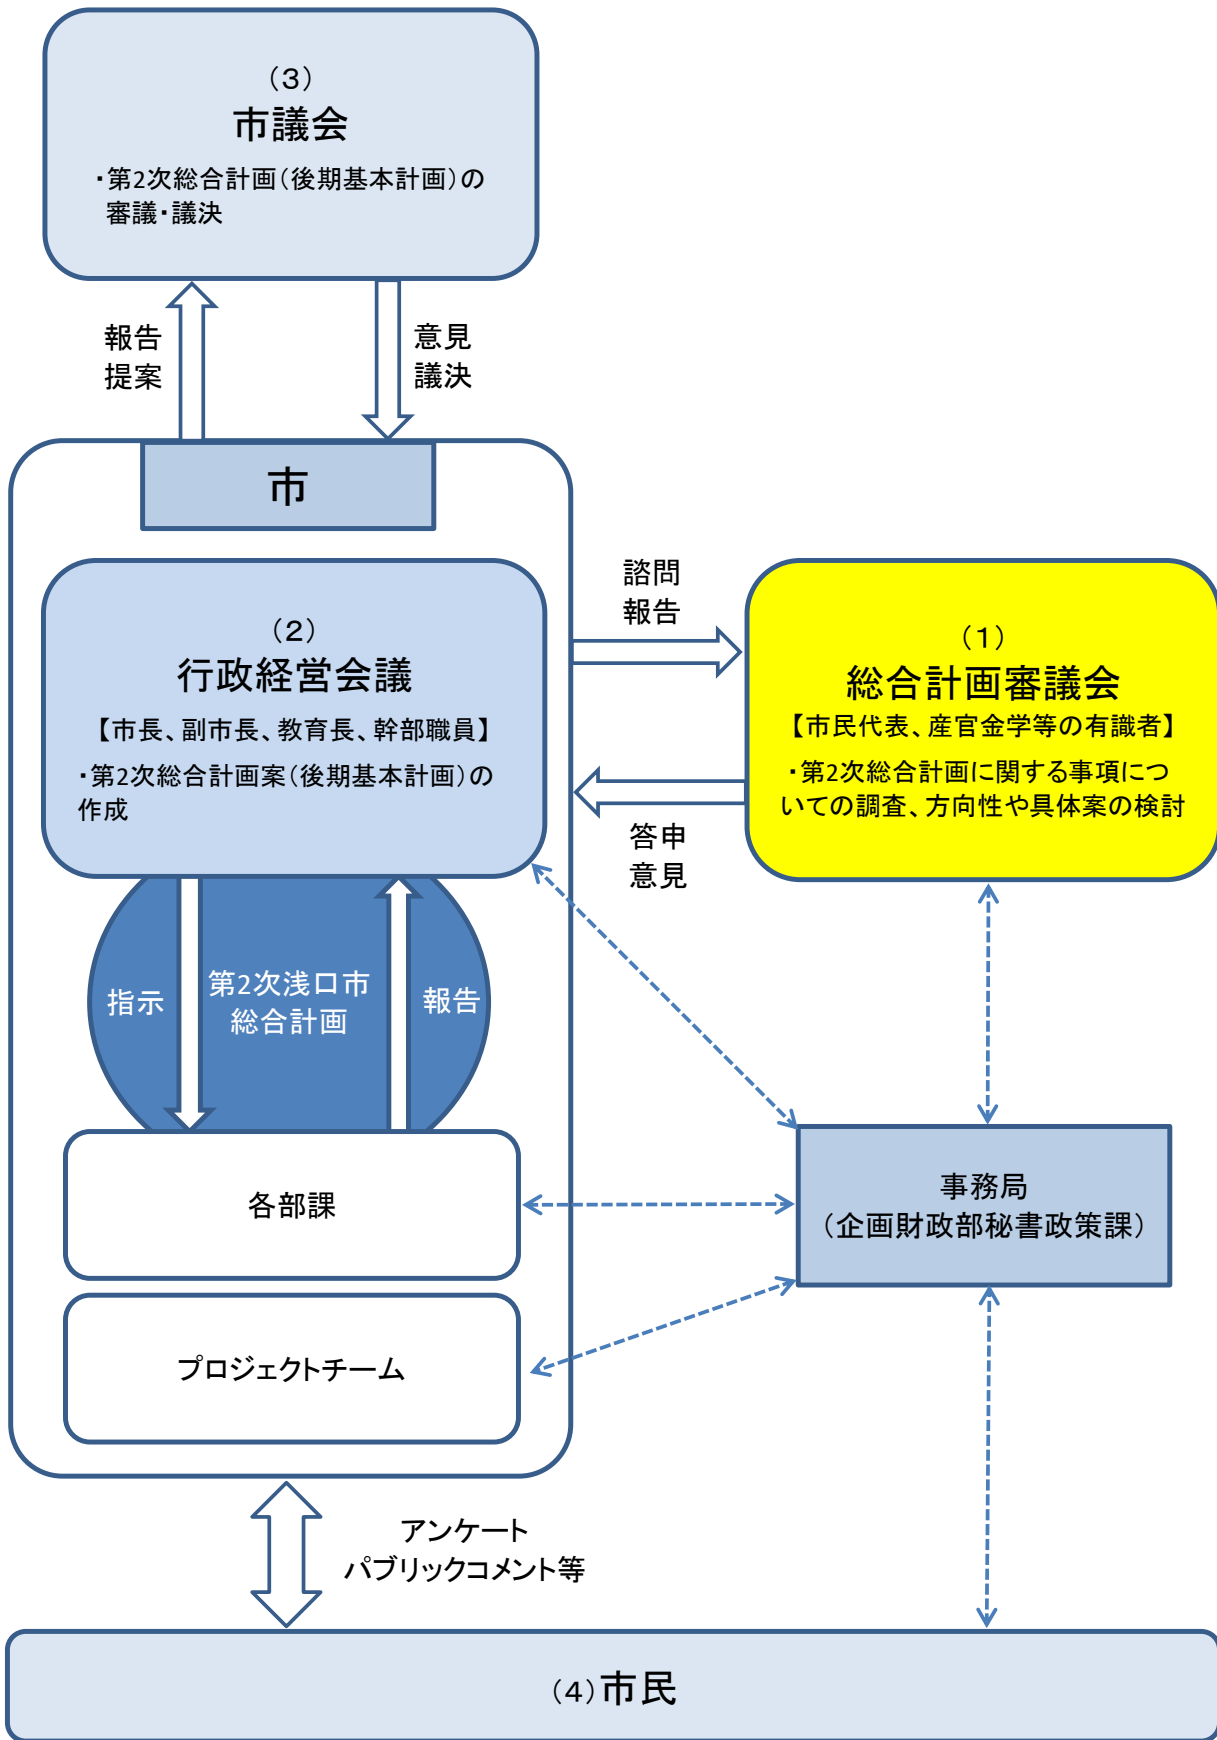 （3）
市議会
・第2次総合計画（後期基本計画）の
審議・議決
報告
提案
意見
議決
市
（2）
行政経営会議
【市長、副市長、教育長、幹部職員】
・第2次総合計画案（後期基本計画）の
作成
諮問
報告
（1）
総合計画審議会
【市民代表、産官金学等の有識者】
・第2次総合計画に関する事項につ
いての調査、方向性や具体案の検討
答申
意見
指示
第2次浅口市
総合計画
報告
各部課
事務局
（企画財政部秘書政策課）
プロジェクトチーム
アンケート
パブリックコメント等
（4）市民